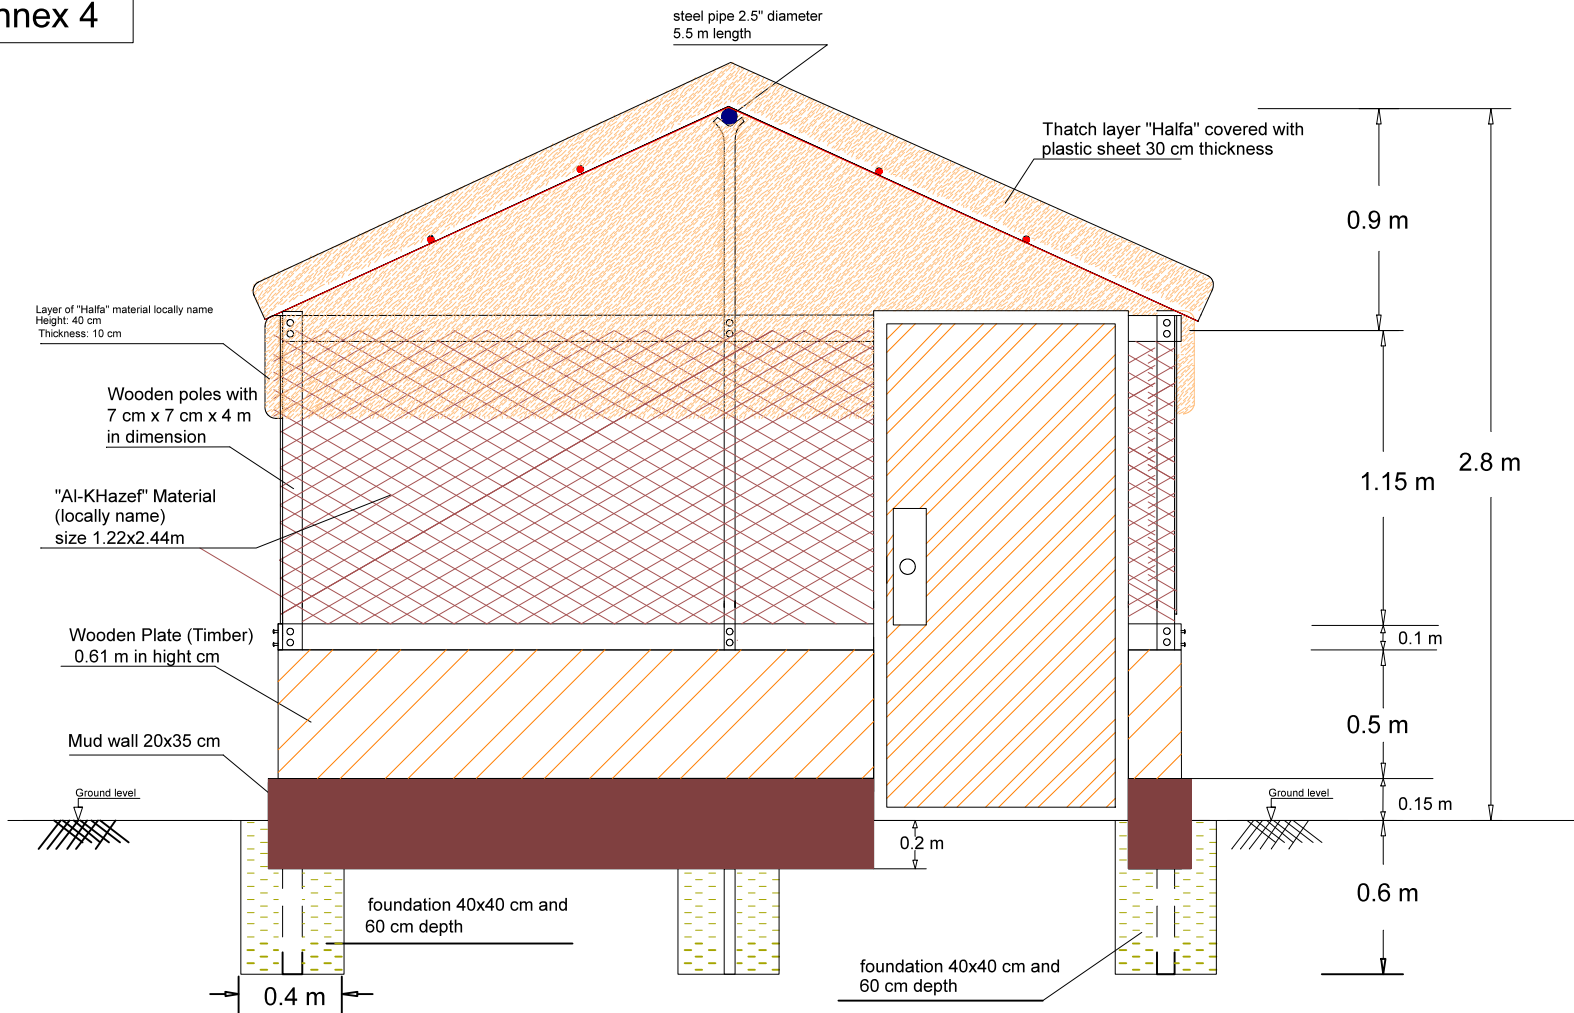 nnex 4
steel pipe 2.5" diameter
5.5 m length
Thatch layer "Halfa" covered with
plastic sheet 30 cm thickness
0.9 m
Layer of "Halfa" material locally name
Height: 40 cm
Thickness: 10 cm
Wooden poles with
7 cm x 7 cm x 4 m
in dimension
2.8 m
1.15 m
"Al-KHazef" Material
(locally name)
size 1.22x2.44m
Wooden Plate (Timber)
0.61 m in hight cm
0.1 m
0.5 m
Mud wall 20x35 cm
Ground level
Ground level
0.15 m
0.2 m
0.6 m
foundation 40x40 cm and
60 cm depth
foundation 40x40 cm and
60 cm depth
0.4 m